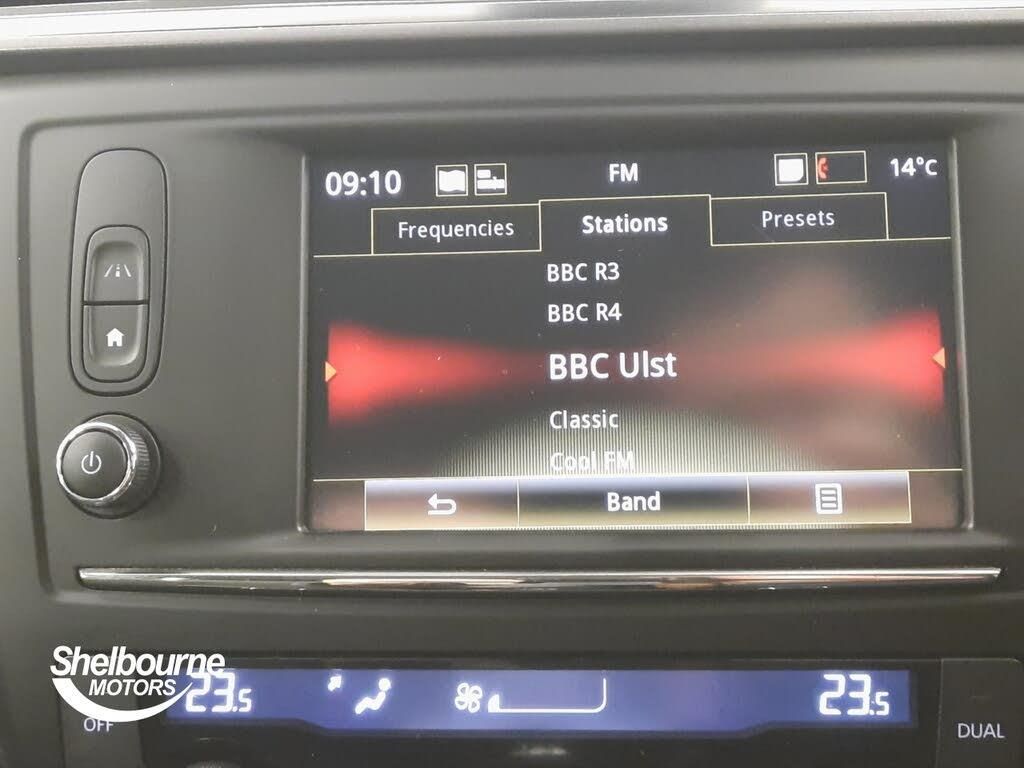 09:10 FM 14°C
Frequencies Stations Presets
BBC R3
BBC R4
BBC Ulst
Classic
Cool FM
Band
Shelbourne
MOTORS
23.5 23.5
OFF DUAL